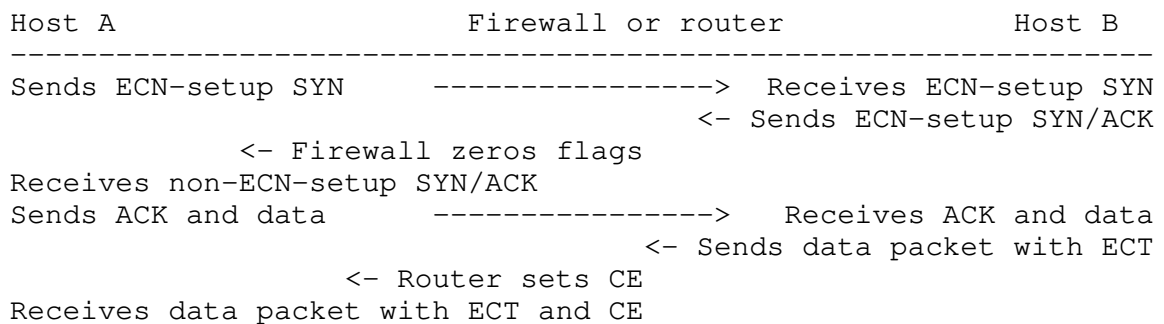 Host A                    Firewall or router             Host B
-----------------------------------------------------------------
Sends ECN-setup SYN     ---------------->   Receives ECN-setup SYN
                                       <- Sends ECN-setup SYN/ACK
             <- Firewall zeros flags
Receives non-ECN-setup SYN/ACK
Sends ACK and data      ---------------->    Receives ACK and data
                                    <- Sends data packet with ECT
                   <- Router sets CE
Receives data packet with ECT and CE